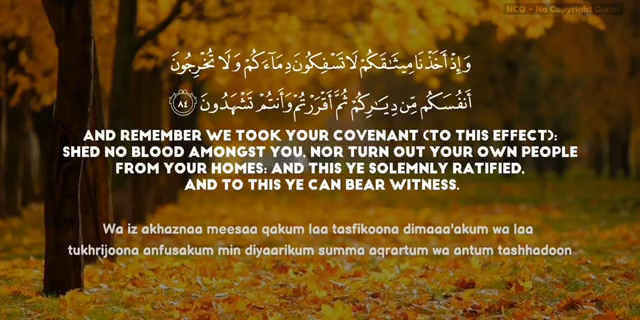 NCQ - No Copyright Quran
وَإِذْ أَخَذْنَا مِيثَـٰقَكُمْ لَا تَسْفِكُونَ دِمَآءَكُمْ وَلَا تُخْرِجُونَ
أَنفُسَكُم مِّن دِيَـٰرِكُمْ ثُمَّ أَقْرَرْتُمْ وَأَنتُمْ تَشْهَدُونَ ٨٤
AND REMEMBER WE TOOK YOUR COVENANT (TO THIS EFFECT):
SHED NO BLOOD AMONGST YOU, NOR TURN OUT YOUR OWN PEOPLE
FROM YOUR HOMES: AND THIS YE SOLEMNLY RATIFIED,
AND TO THIS YE CAN BEAR WITNESS.
Wa iz akhaznaa meesaa qakum laa tasfikoona dimaaa'akum wa laa
tukhrijoona anfusakum min diyaarikum summa aqrartum wa antum tashhadoon